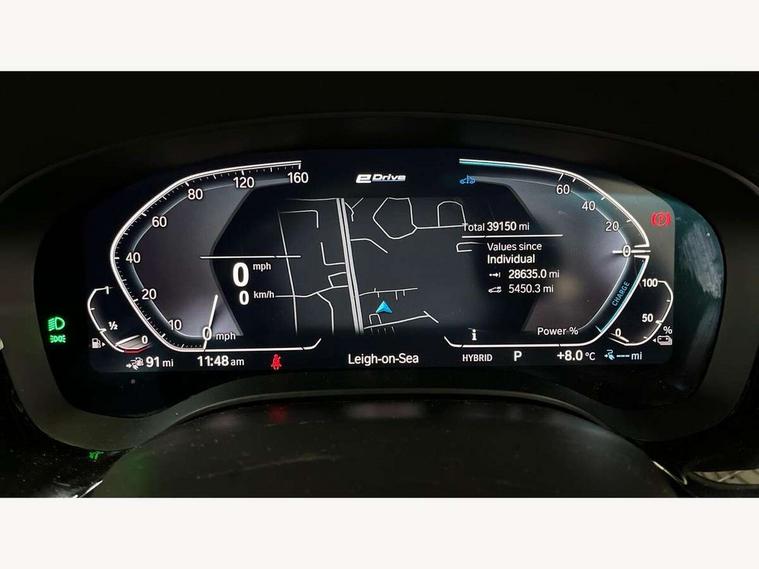 eDrive
160
120
80
60
40
20
10
0 mph
0 mph
0 km/h
1
½
0
91 mi
11:48 am
Total 39150 mi
Values since
Individual
28635.0 mi
5450.3 mi
i
Power %
60
40
20
0
CHARGE
100
50
0
%
Leigh-on-Sea
HYBRID
P
+8.0 °C
--- mi